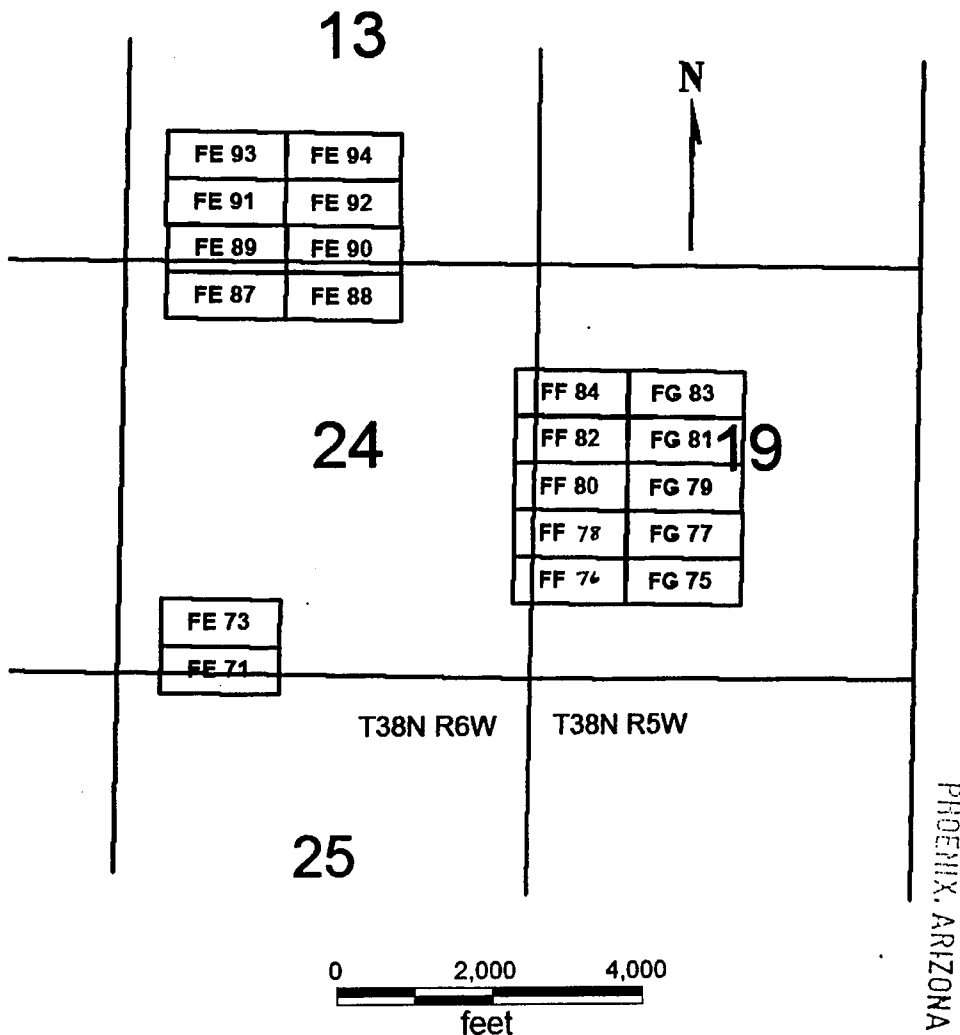 13
N
FE 93 FE 94
FE 91 FE 92
FE 89 FE 90
FE 87 FE 88
FF 84 FG 83
24
FF 82 FG 81 19
FF 80 FG 79
FF 78 FG 77
FF 76 FG 75
FE 73
FE 71
T38N R6W T38N R5W
25
PHOENIX, ARIZONA
0 2,000 4,000
feet